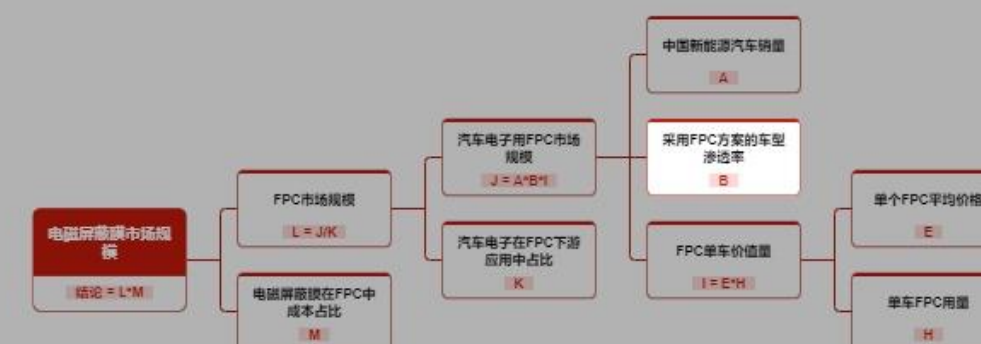 中国新能源汽车销量
A
汽车电子用FPC市场
规模
J = A*B*I
采用FPC方案的车型
渗透率
B
FPC市场规模
L = J/K
单个FPC平均价格
E
电磁屏蔽膜市场规
模
结论 = L*M
汽车电子在FPC下游
应用中占比
K
FPC单车价值量
I = E*H
电磁屏蔽膜在FPC中
成本占比
M
单车FPC用量
H